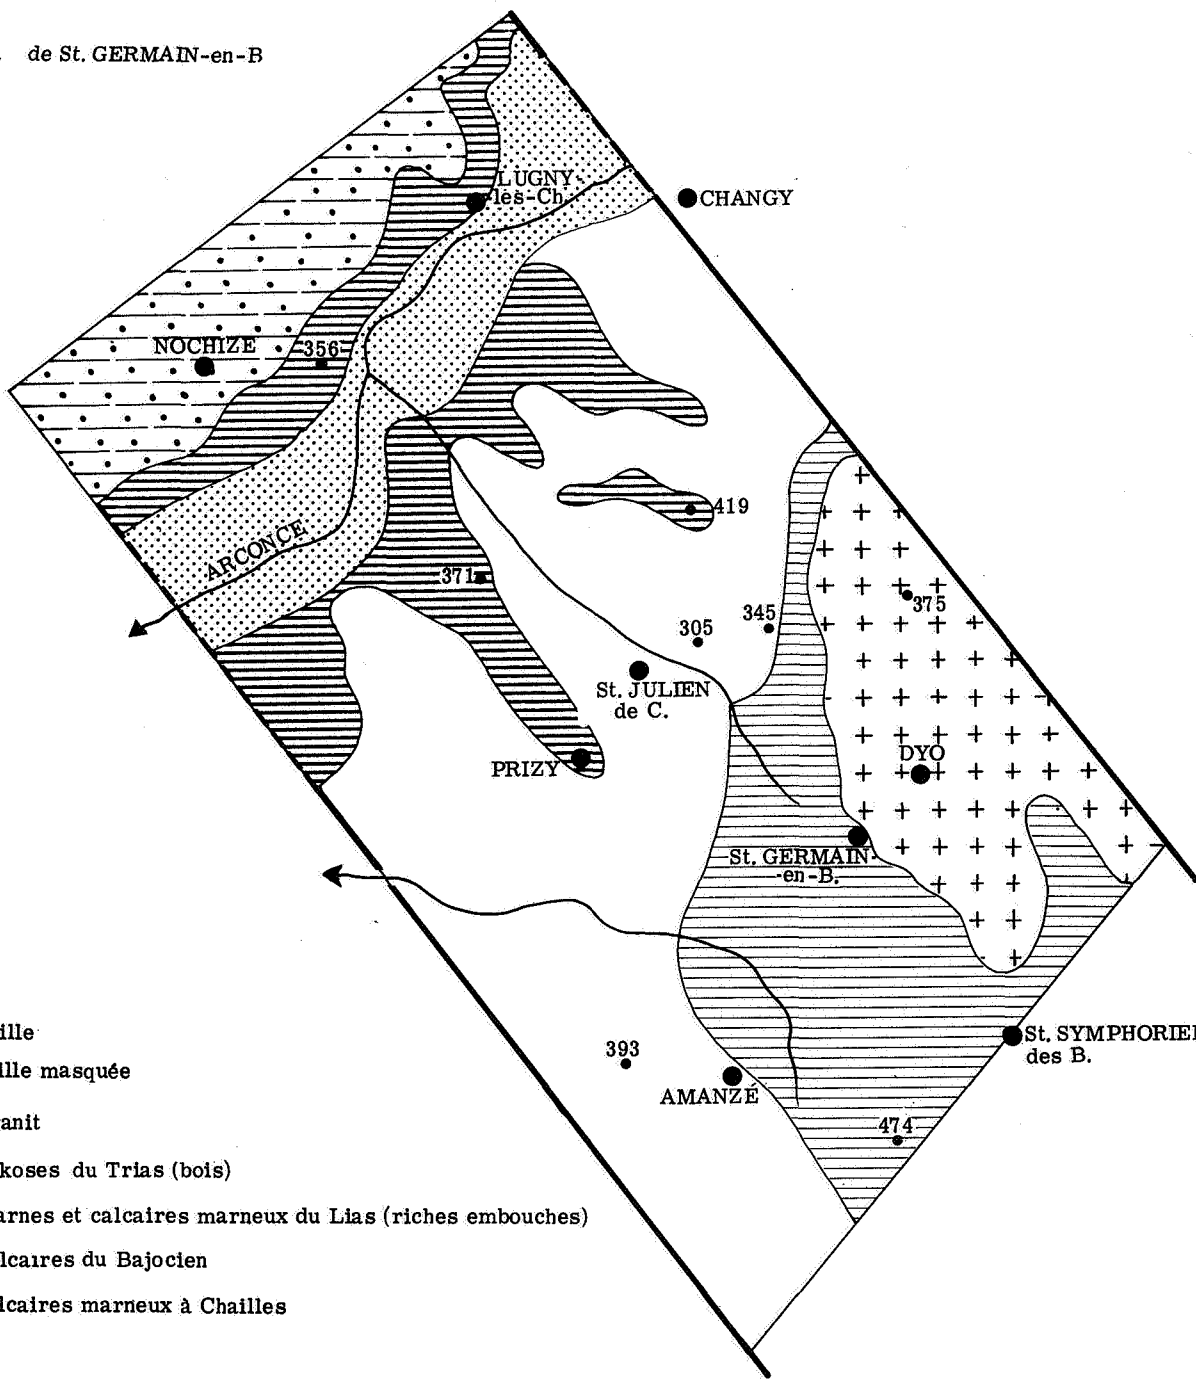 de St. GERMAIN-en-B
LUGNY-
lès-Ch.
CHANGY
NOCHIZE
356
419
ARCONCE
371
375
345
305
St. JULIEN
de C.
DYO
PRIZY
St. GERMAIN-
-en-B.
St. SYMPHORIEN
des B.
393
AMANZÉ
474
ille
ille masquée
anit
koses du Trias (bois)
arnes et calcaires marneux du Lias (riches embouches)
lcaires du Bajocien
lcaires marneux à Chailles